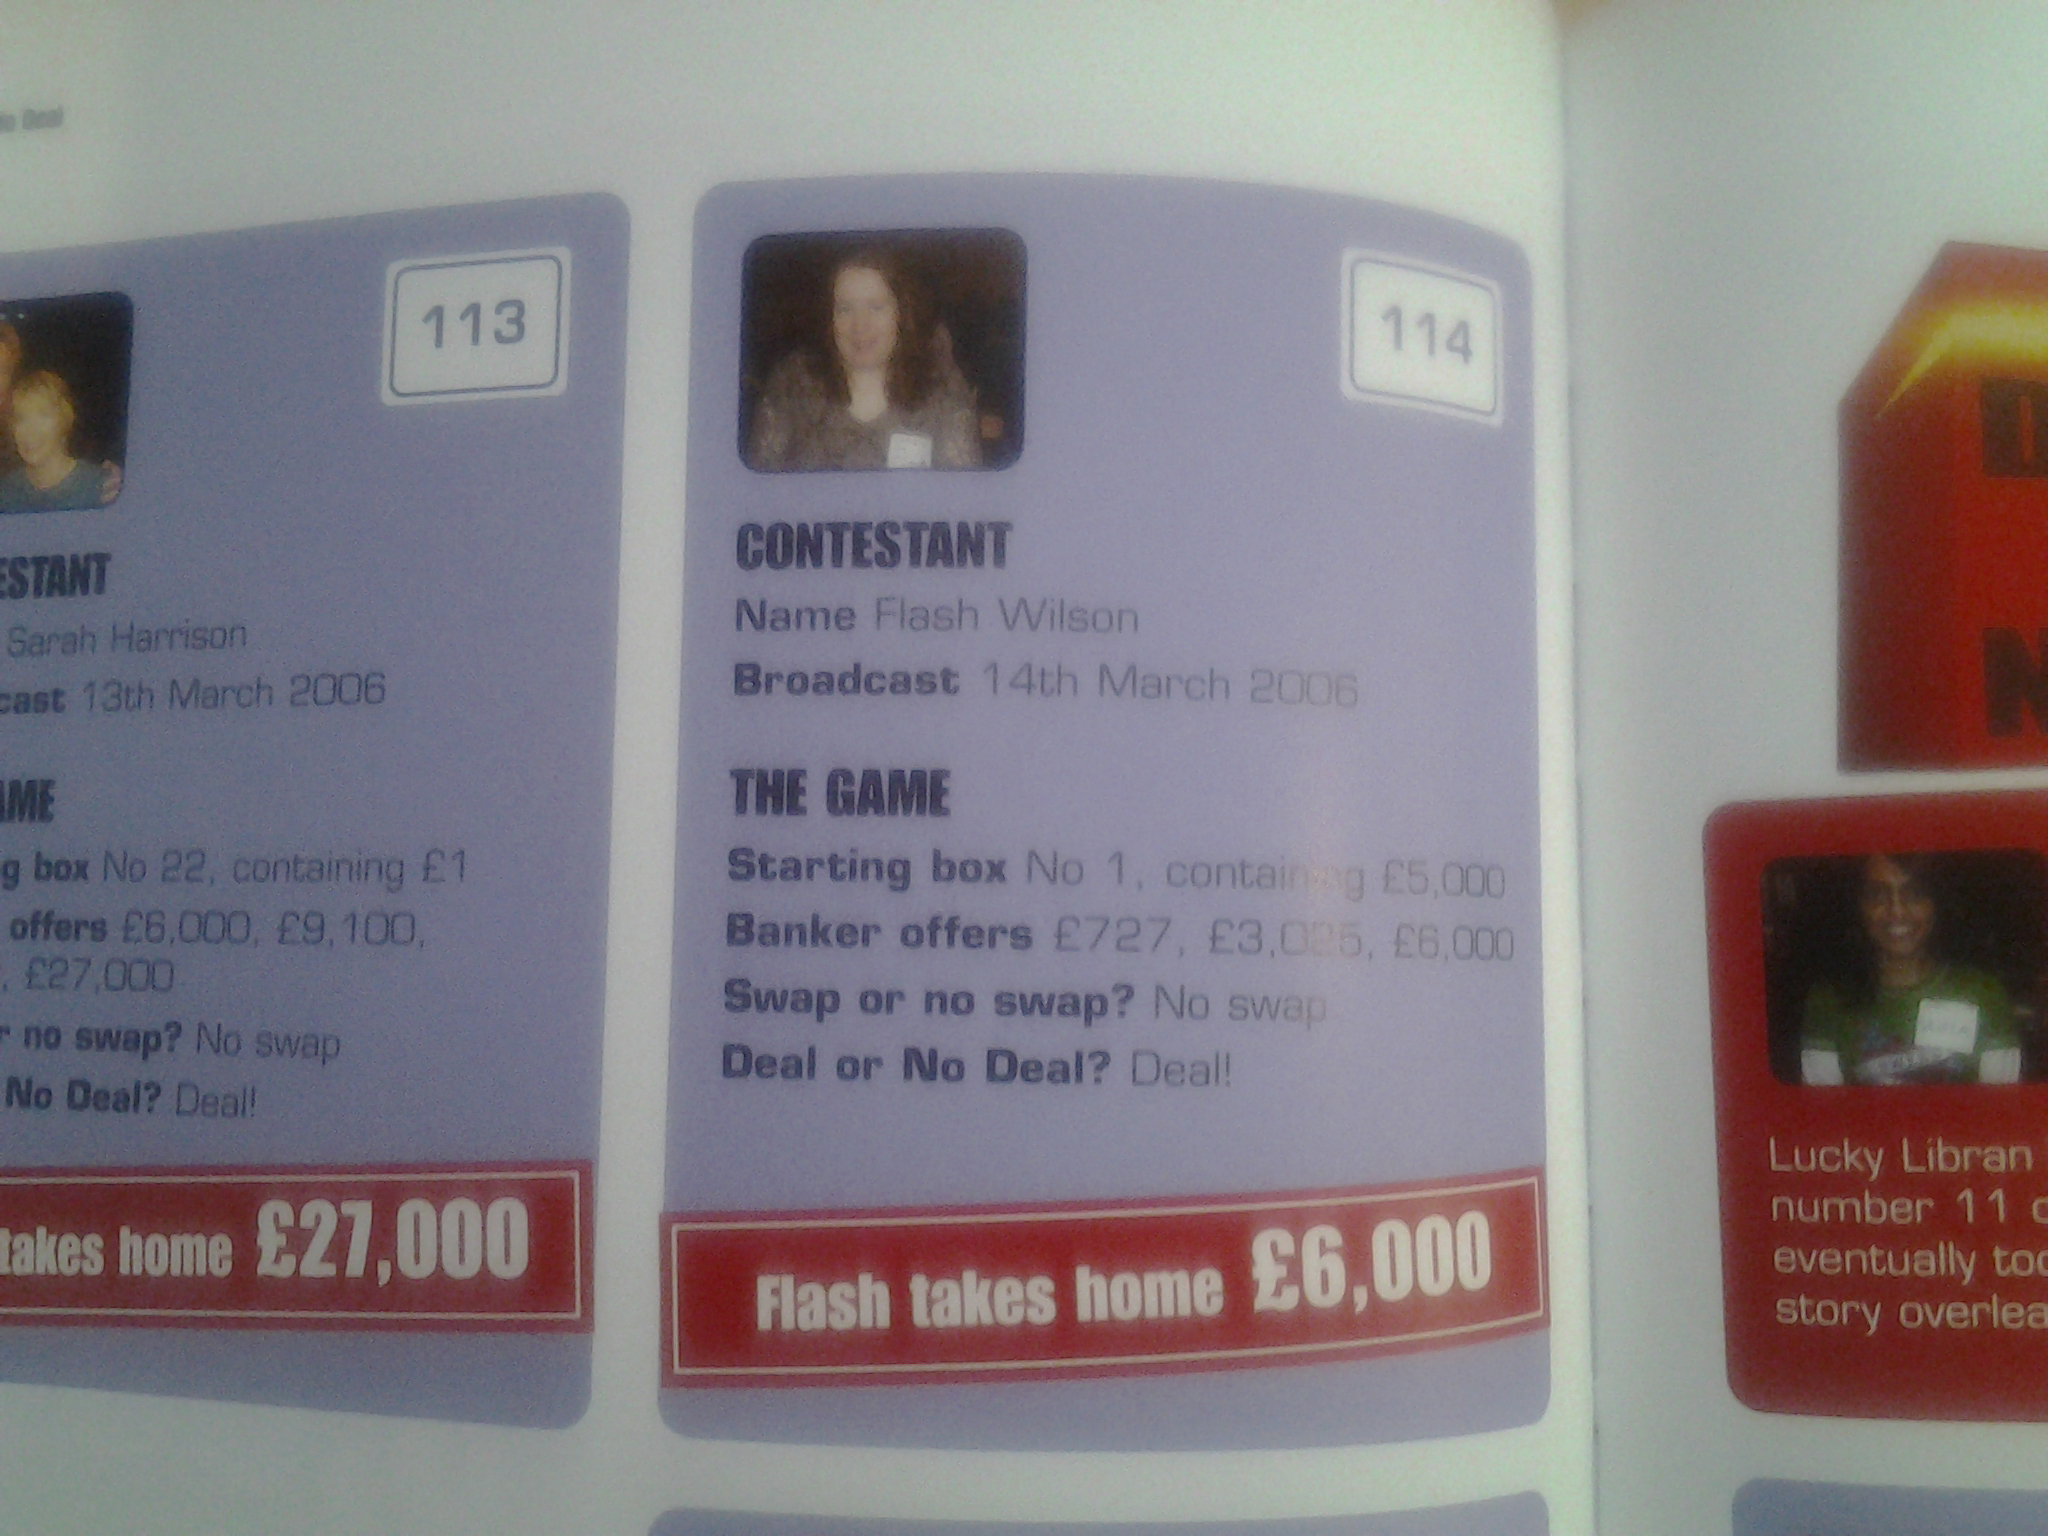 No Deal
113
ESTANT
Sarah Harrison
cast 13th March 2006
AME
g box No 22, containing £1
offers £6,000, £9,100,
, £27,000
r no swap? No swap
No Deal? Deal!
takes home £27,000
114
CONTESTANT
Name Flash Wilson
Broadcast 14th March 2006
THE GAME
Starting box No 1, containing £5,000
Banker offers £727, £3,025, £6,000
Swap or no swap? No swap
Deal or No Deal? Deal!
Flash takes home £6,000
D
N
Lucky Libran
number 11 o
eventually too
story overlea